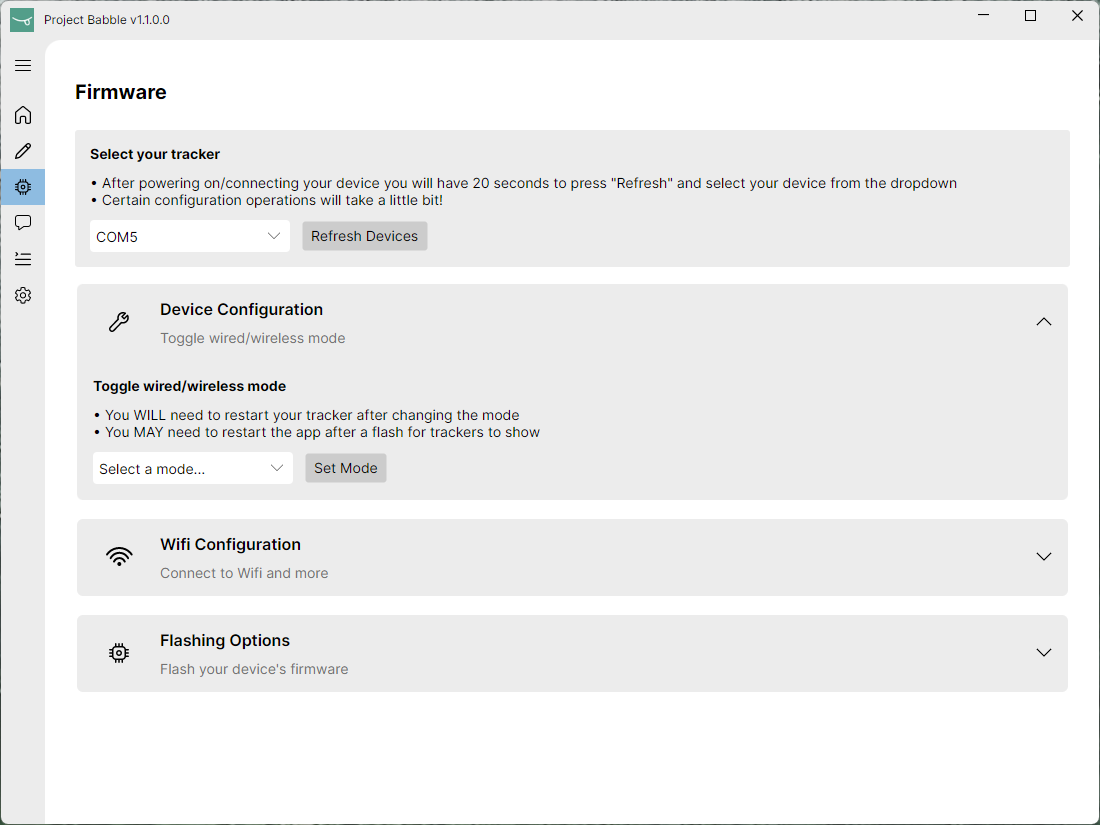 Project Babble v1.1.0.0
Firmware
Select your tracker
• After powering on/connecting your device you will have 20 seconds to press "Refresh" and select your device from the dropdown
• Certain configuration operations will take a little bit!
COM5
Refresh Devices
Device Configuration
Toggle wired/wireless mode
Toggle wired/wireless mode
• You WILL need to restart your tracker after changing the mode
• You MAY need to restart the app after a flash for trackers to show
Select a mode...
Set Mode
Wifi Configuration
Connect to Wifi and more
Flashing Options
Flash your device's firmware